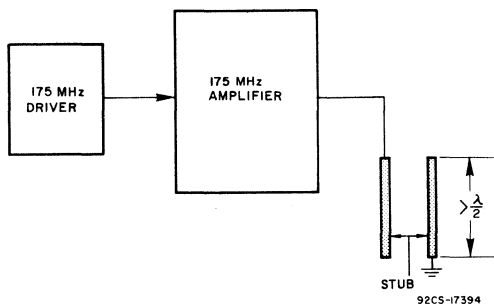 175 MHz
DRIVER
175 MHz
AMPLIFIER
>λ/2
STUB
92CS-17394